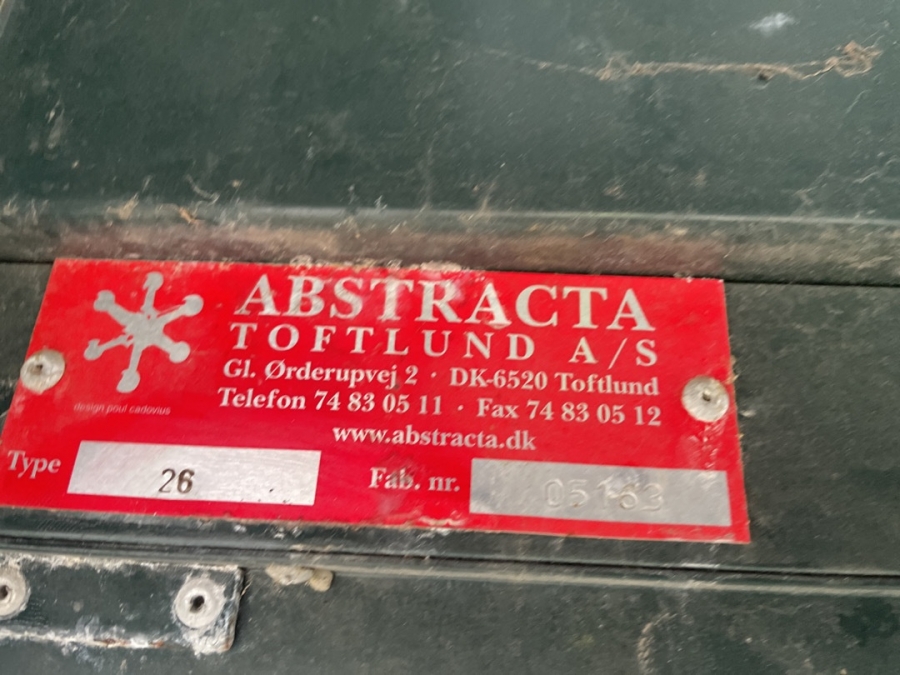 ABSTRACTA
TOFTLUND A/S
Gl. Ørderupvej 2 · DK-6520 Toftlund
Telefon 74 83 05 11 · Fax 74 83 05 12
www.abstracta.dk
design poul cadovius
Type 26
Fab. nr. 05163